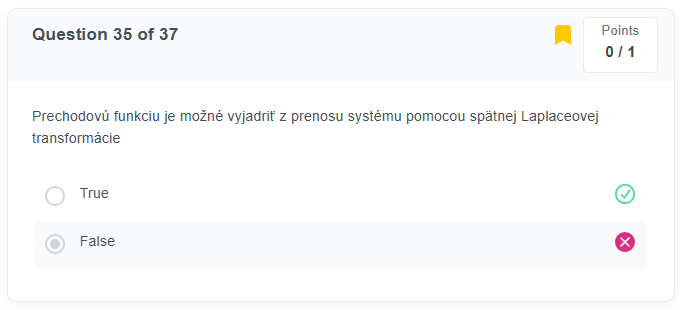 Question 35 of 37
Points
0 / 1
Prechodovú funkciu je možné vyjadriť z prenosu systému pomocou spätnej Laplaceovej
transformácie
True
False